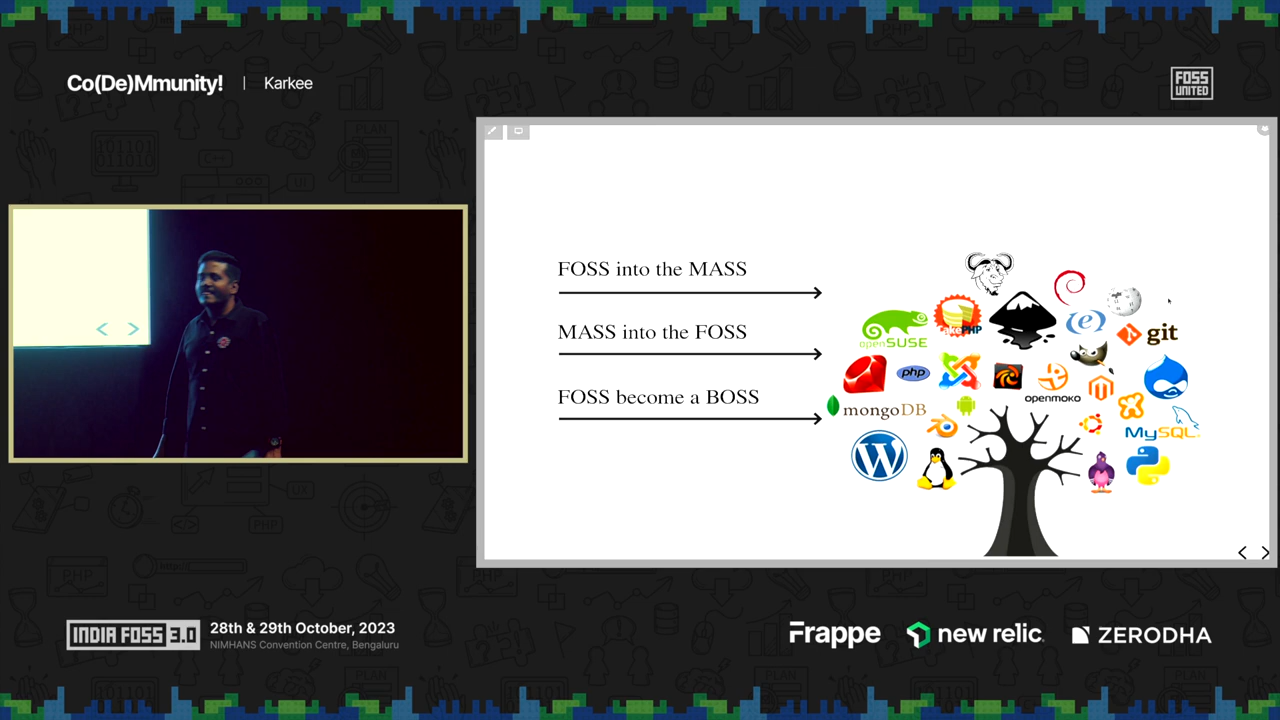 Co(De)Mmunity! | Karkee
FOSS
UNITED
FOSS into the MASS
MASS into the FOSS
FOSS become a BOSS
openSUSE
cakePHP
git
php
openmoko
mongoDB
MySQL
INDIA FOSS 3.0
28th & 29th October, 2023
NIMHANS Convention Centre, Bengaluru
Frappe
new relic
ZERODHA